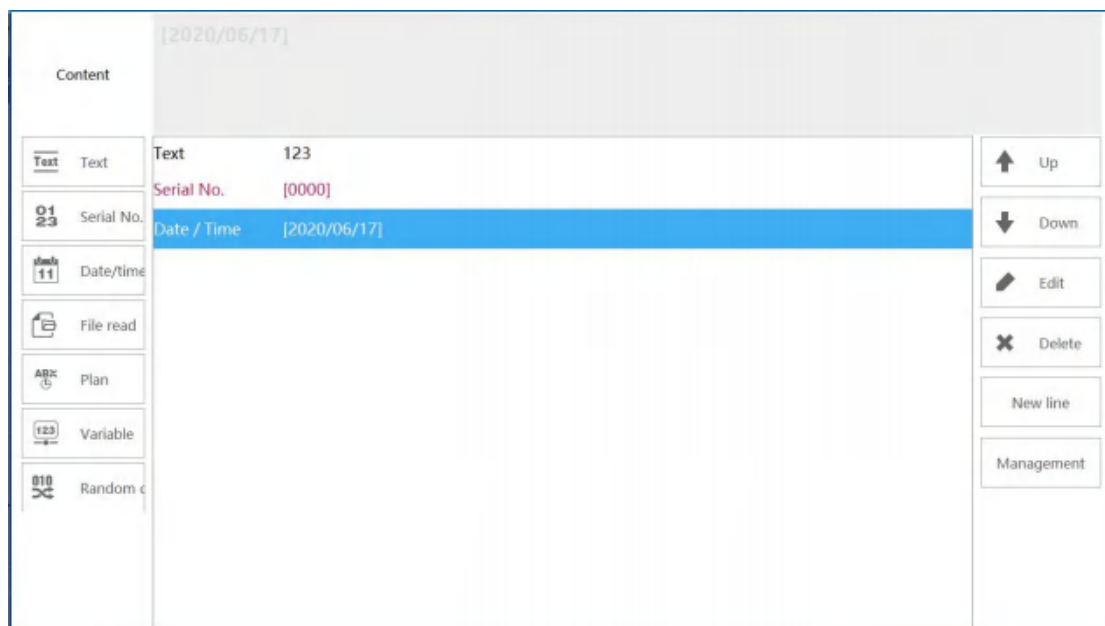 [2020/06/17]
Content
Text Text
Serial No.
Date/time
File read
Plan
Variable
Random c
Text 123
Serial No. [0000]
Date / Time [2020/06/17]
Up
Down
Edit
Delete
New line
Management